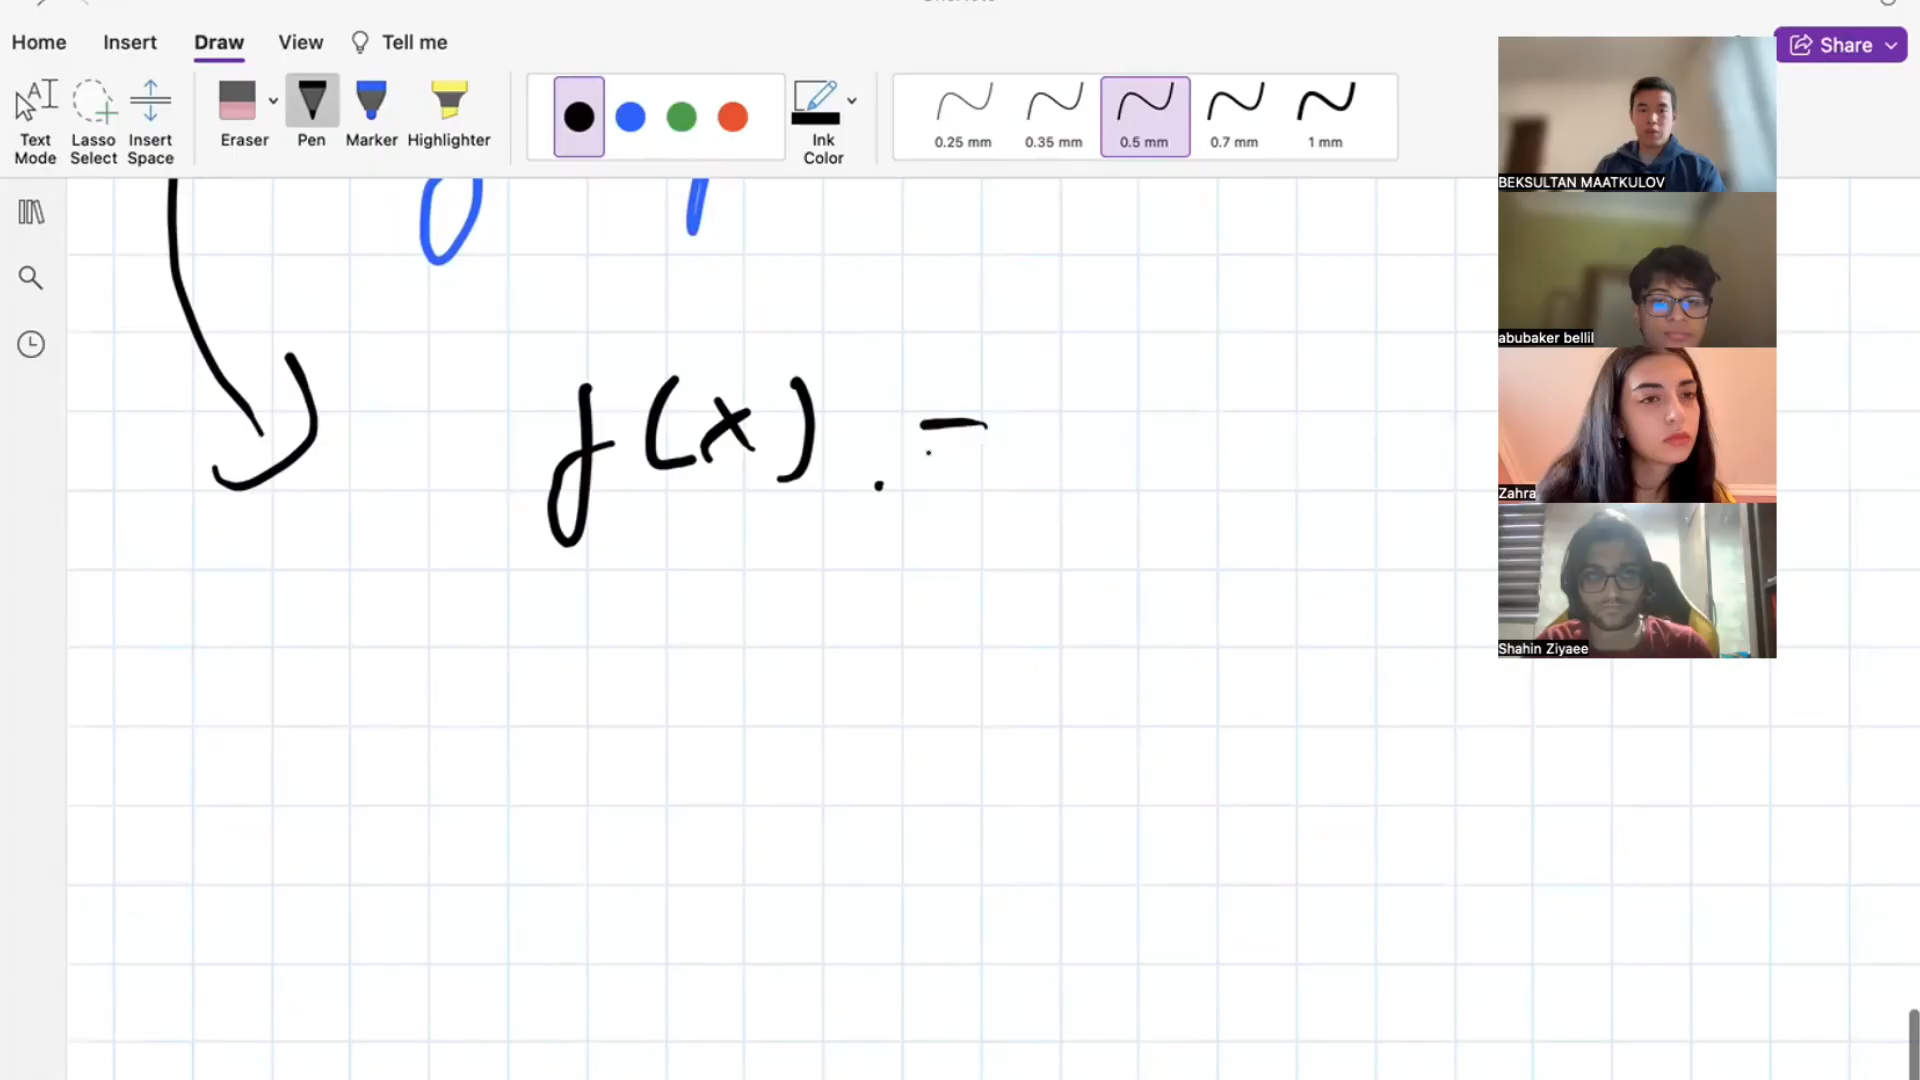 Home Insert Draw View Tell me
Share
Text Mode
Lasso Select
Insert Space
Eraser
Pen
Marker
Highlighter
Ink Color
0.25 mm
0.35 mm
0.5 mm
0.7 mm
1 mm
BEKSULTAN MAATKULOV
abubaker bellil
Zahra
Shahin Ziyaee
f(x)